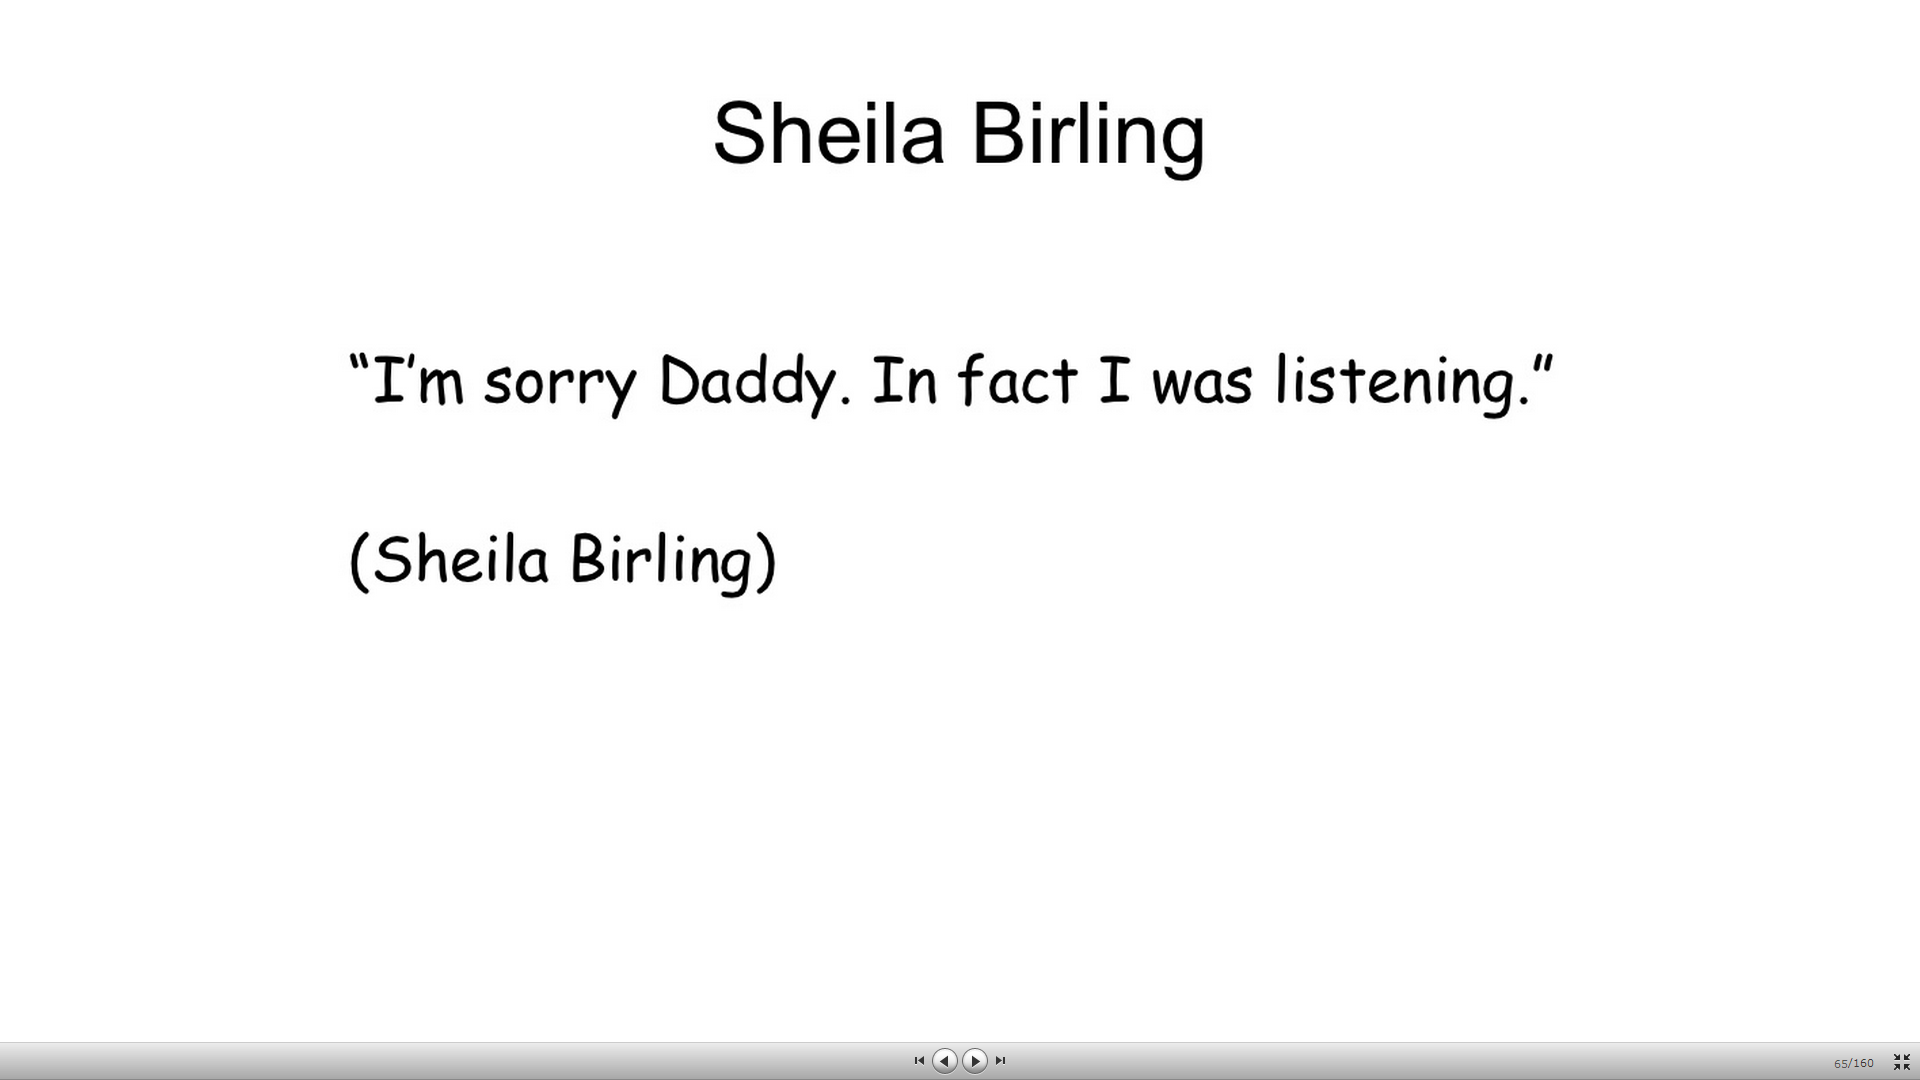 Sheila Birling
“I’m sorry Daddy. In fact I was listening.”
(Sheila Birling)
65/160